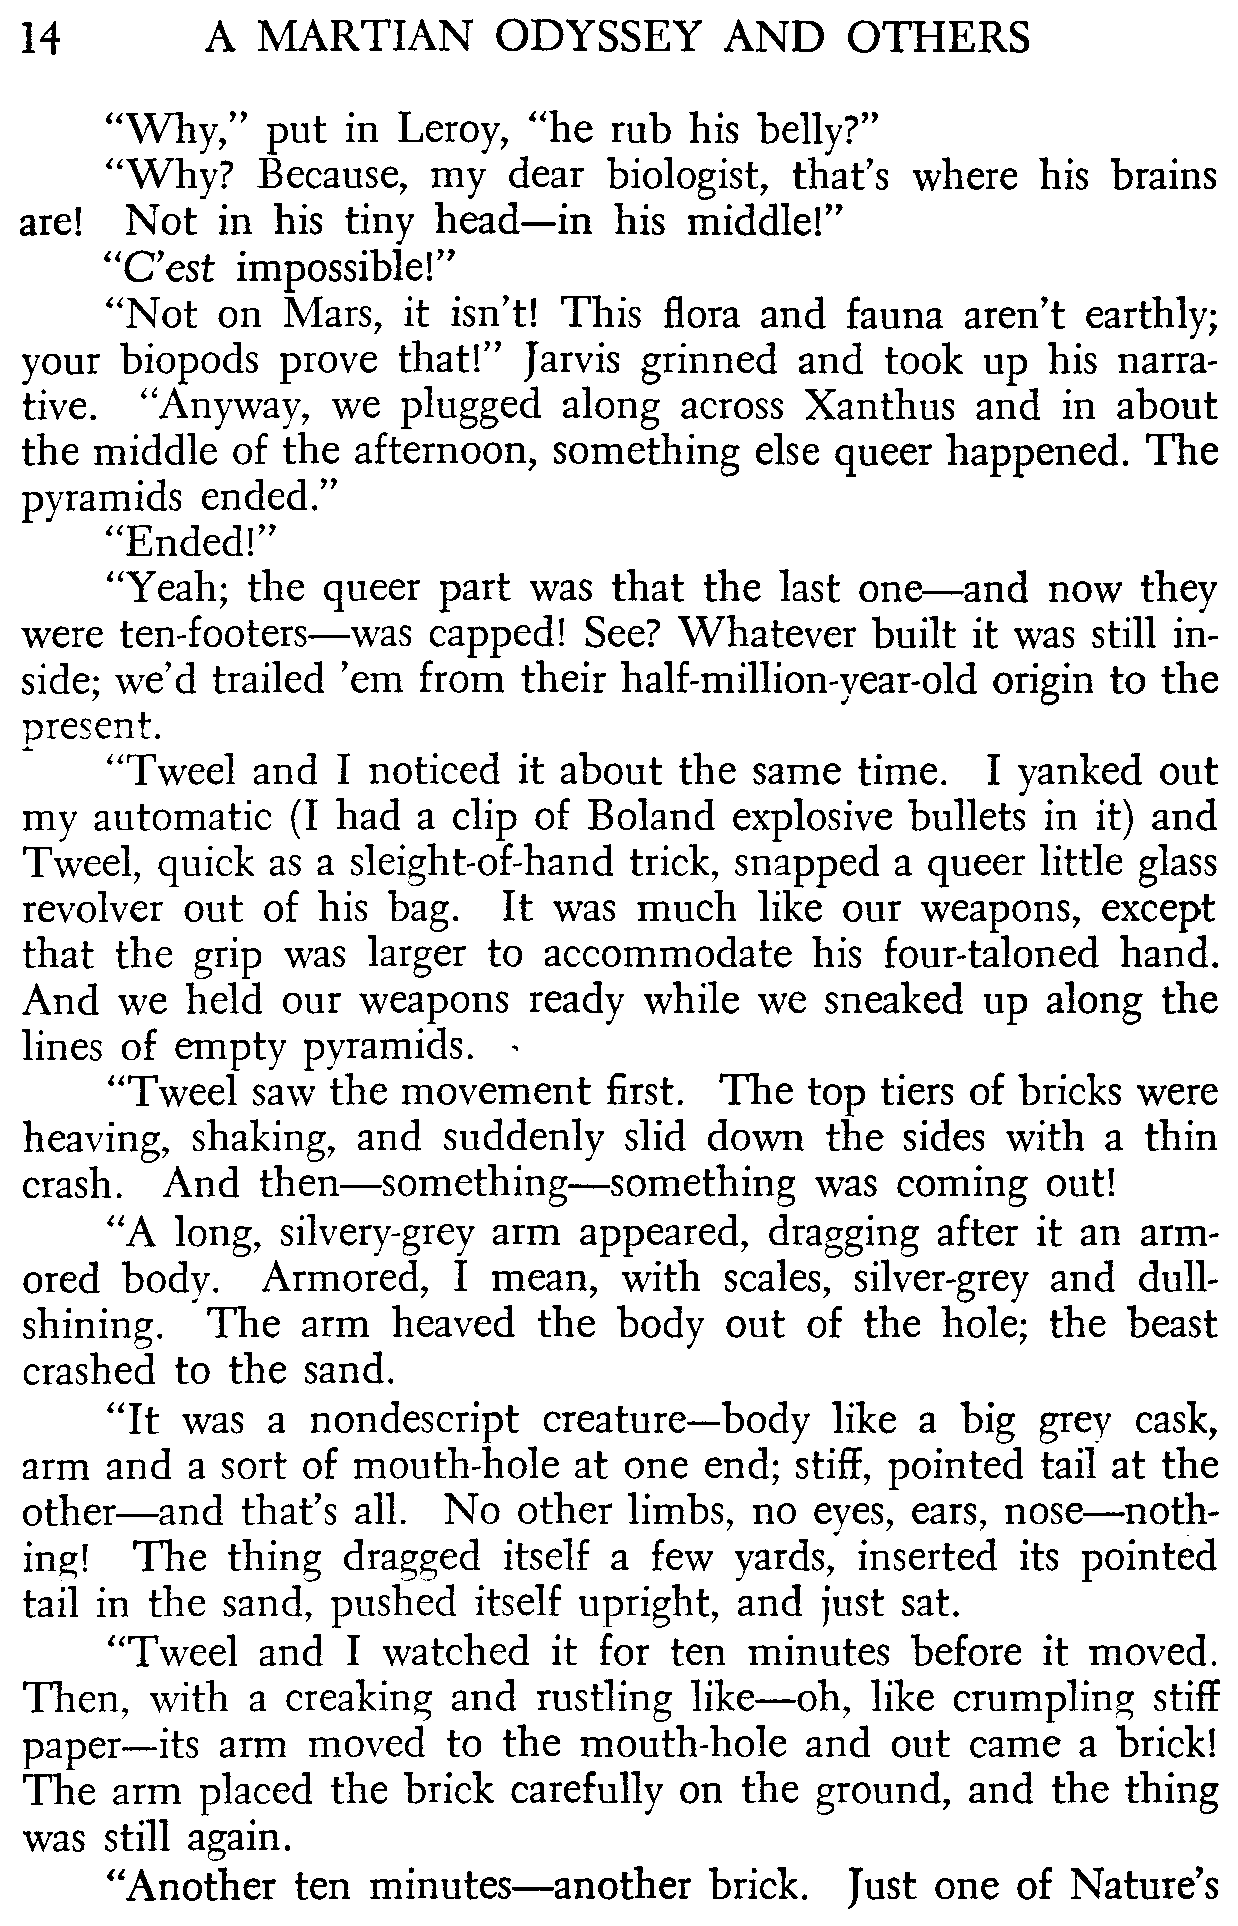 14 A MARTIAN ODYSSEY AND OTHERS
“Why,” put in Leroy, “he rub his belly?”
“Why? Because, my dear biologist, that’s where his brains
are! Not in his tiny head—in his middle!”
“C’est impossible!”
“Not on Mars, it isn’t! This flora and fauna aren’t earthly;
your biopods prove that!” Jarvis grinned and took up his narra-
tive. “Anyway, we plugged along across Xanthus and in about
the middle of the afternoon, something else queer happened. The
pyramids ended.”
“Ended!”
“Yeah; the queer part was that the last one—and now they
were ten-footers—was capped! See? Whatever built it was still in-
side; we’d trailed ’em from their half-million-year-old origin to the
present.
“Tweel and I noticed it about the same time. I yanked out
my automatic (I had a clip of Boland explosive bullets in it) and
Tweel, quick as a sleight-of-hand trick, snapped a queer little glass
revolver out of his bag. It was much like our weapons, except
that the grip was larger to accommodate his four-taloned hand.
And we held our weapons ready while we sneaked up along the
lines of empty pyramids.
“Tweel saw the movement first. The top tiers of bricks were
heaving, shaking, and suddenly slid down the sides with a thin
crash. And then—something—something was coming out!
“A long, silvery-grey arm appeared, dragging after it an arm-
ored body. Armored, I mean, with scales, silver-grey and dull-
shining. The arm heaved the body out of the hole; the beast
crashed to the sand.
“It was a nondescript creature—body like a big grey cask,
arm and a sort of mouth-hole at one end; stiff, pointed tail at the
other—and that’s all. No other limbs, no eyes, ears, nose—noth-
ing! The thing dragged itself a few yards, inserted its pointed
tail in the sand, pushed itself upright, and just sat.
“Tweel and I watched it for ten minutes before it moved.
Then, with a creaking and rustling like—oh, like crumpling stiff
paper—its arm moved to the mouth-hole and out came a brick!
The arm placed the brick carefully on the ground, and the thing
was still again.
“Another ten minutes—another brick. Just one of Nature’s